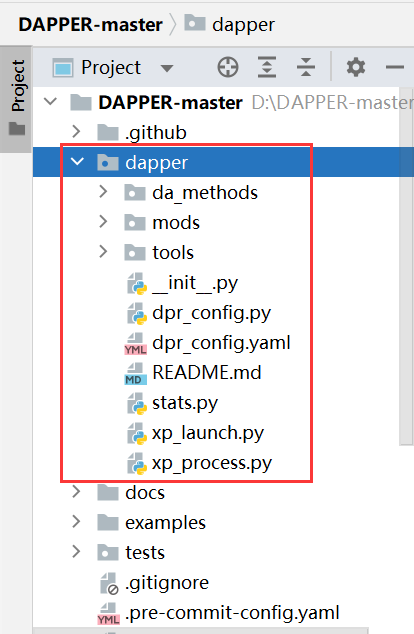 DAPPER-master dapper
Project
Project
DAPPER-master D:\DAPPER-master
.github
dapper
da_methods
mods
tools
__init__.py
dpr_config.py
YML dpr_config.yaml
MD README.md
stats.py
xp_launch.py
xp_process.py
docs
examples
tests
.gitignore
YML .pre-commit-config.yaml